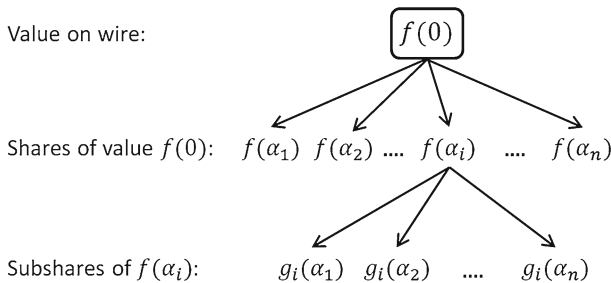 Value on wire: f(0)
Shares of value f(0): f(α₁) f(α₂) .... f(αᵢ) .... f(αₙ)
Subshares of f(αᵢ): gᵢ(α₁) gᵢ(α₂) .... gᵢ(αₙ)